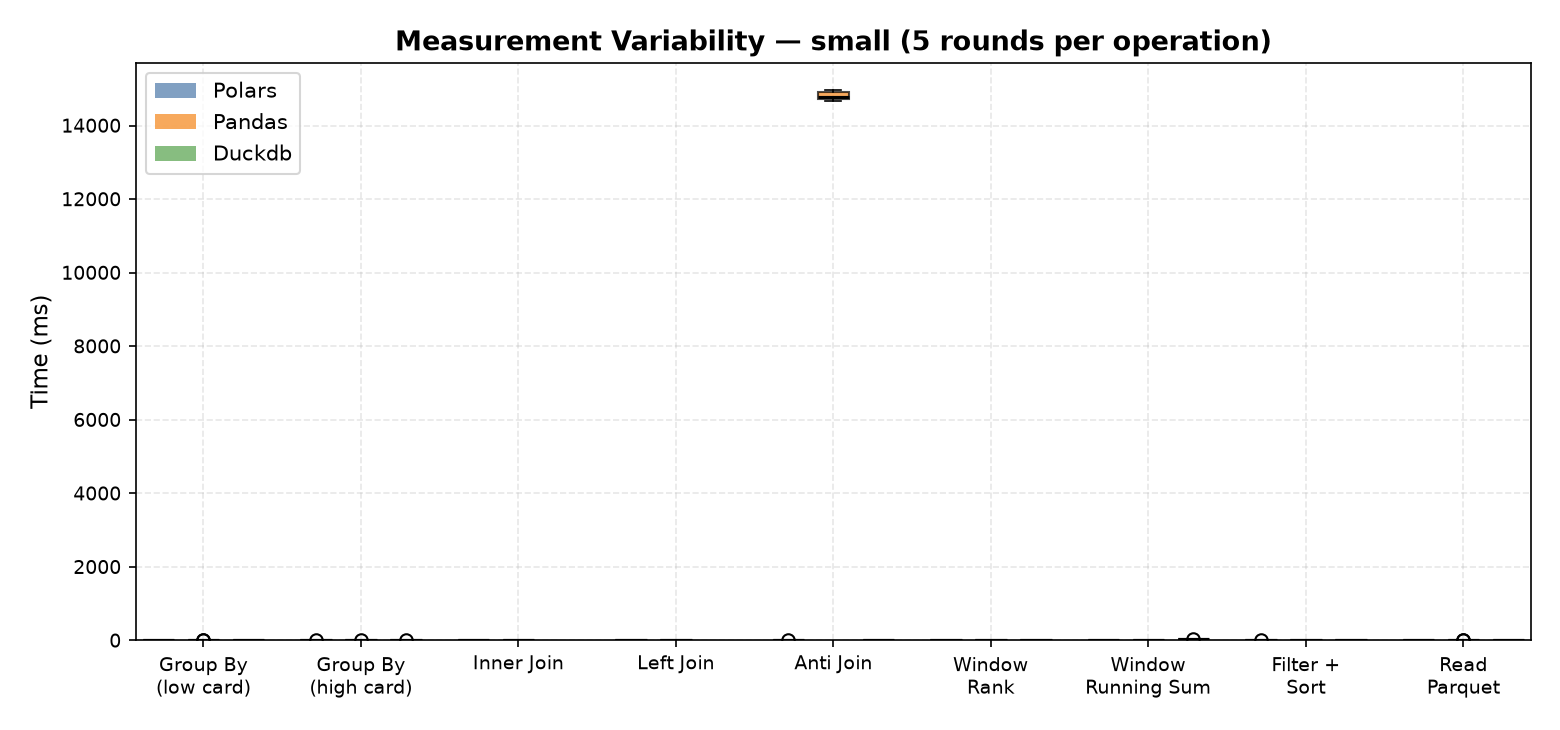 Measurement Variability — small (5 rounds per operation)
Polars
Pandas
Duckdb
Time (ms)
14000
12000
10000
8000
6000
4000
2000
0
Group By
(low card)
Group By
(high card)
Inner Join
Left Join
Anti Join
Window
Rank
Window
Running Sum
Filter +
Sort
Read
Parquet